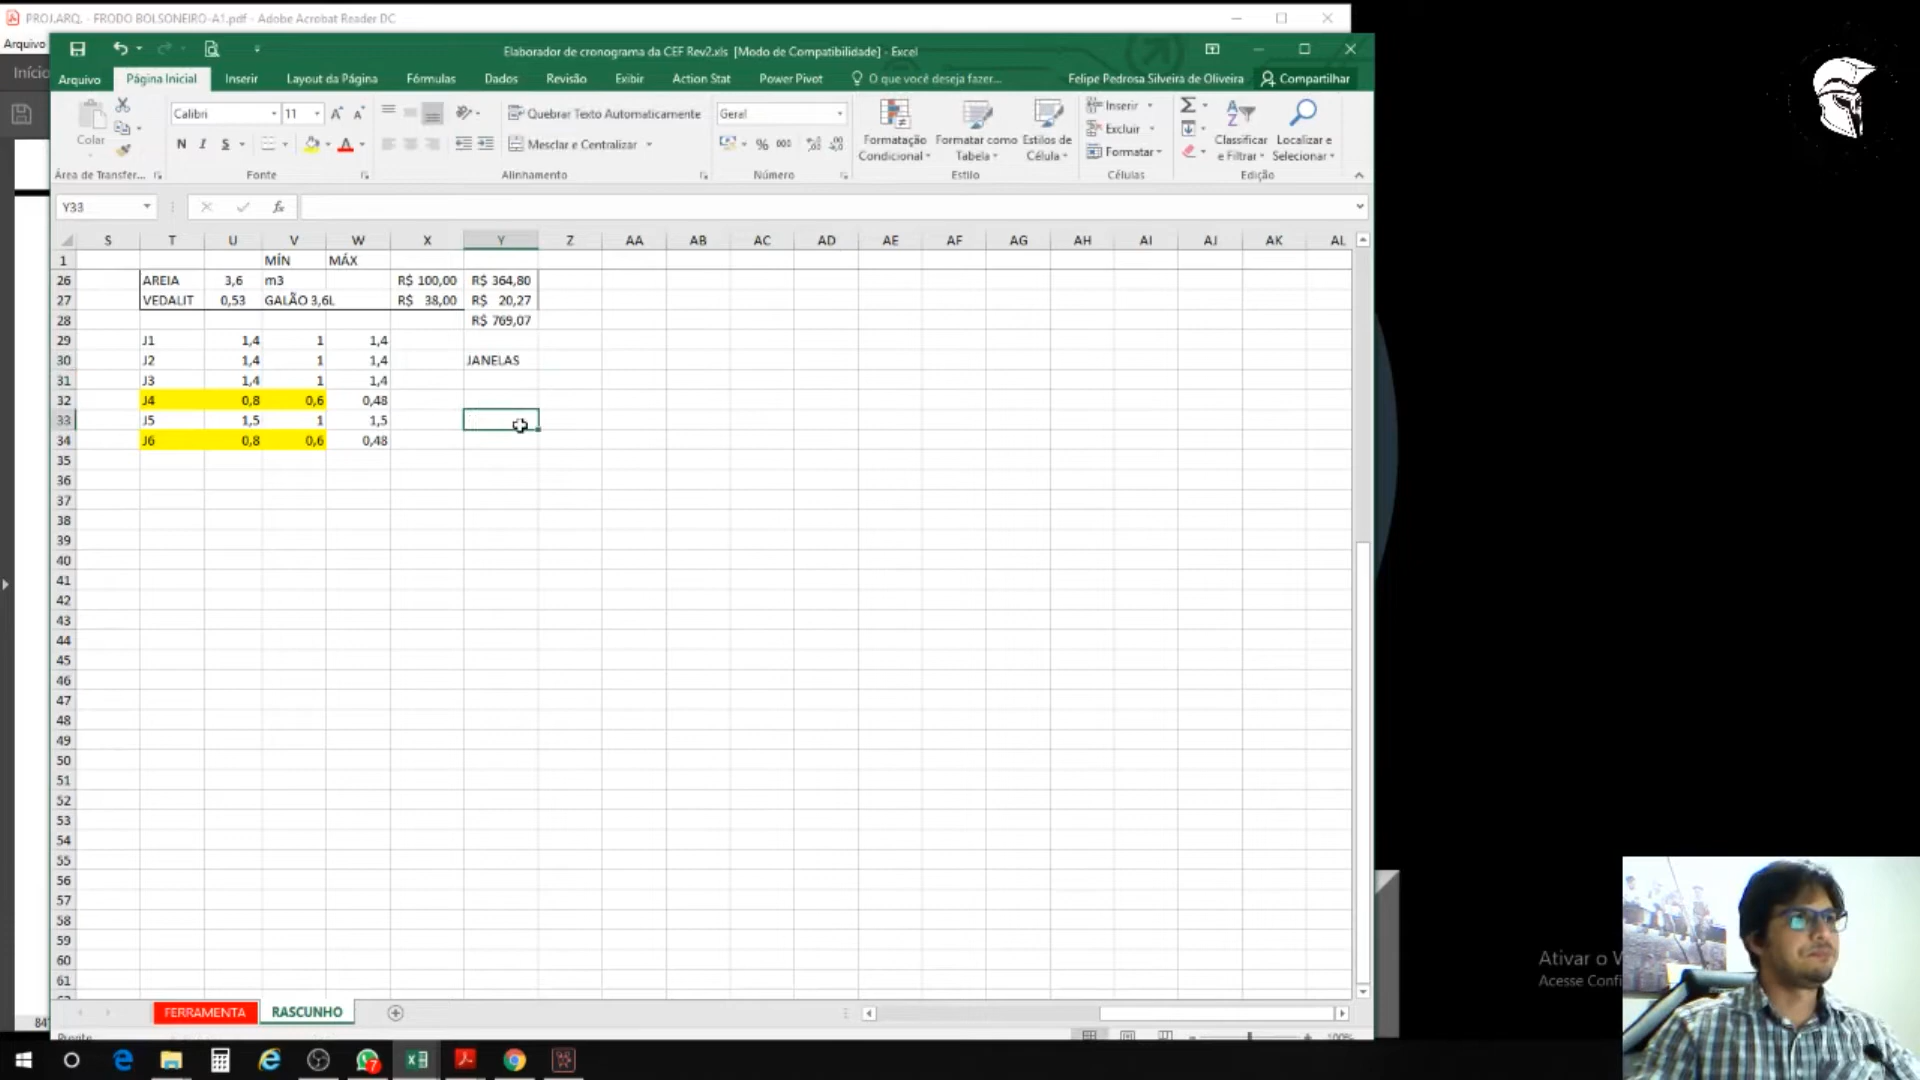 PROJ.ARQ. - FRODO BOLSONEIRO-A1.pdf - Adobe Acrobat Reader DC
Arquivo
Início
Elaborador de cronograma da CEF Rev2.xls [Modo de Compatibilidade] - Excel
Arquivo Página Inicial Inserir Layout da Página Fórmulas Dados Revisão Exibir Action Stat Power Pivot O que você deseja fazer... Felipe Pedrosa Silveira de Oliveira Compartilhar
Colar
Calibri 11
N I S
Quebrar Texto Automaticamente
Mesclar e Centralizar
Geral
% 000
Formatação Condicional
Formatar como Tabela
Estilos de Célula
Inserir
Excluir
Formatar
Classificar e Filtrar
Localizar e Selecionar
Área de Transfer... Fonte Alinhamento Número Estilo Células Edição
Y33 fx
S T U V W X Y Z AA AB AC AD AE AF AG AH AI AJ AK AL
1 MÍN MÁX
26 AREIA 3,6 m3 R$ 100,00 R$ 364,80
27 VEDALIT 0,53 GALÃO 3,6L R$ 38,00 R$ 20,27
28 R$ 769,07
29 J1 1,4 1 1,4
30 J2 1,4 1 1,4 JANELAS
31 J3 1,4 1 1,4
32 J4 0,8 0,6 0,48
33 J5 1,5 1 1,5
34 J6 0,8 0,6 0,48
35
36
37
38
39
40
41
42
43
44
45
46
47
48
49
50
51
52
53
54
55
56
57
58
59
60
61
FERRAMENTA RASCUNHO
Pronto
100%
Ativar o
Acesse
7